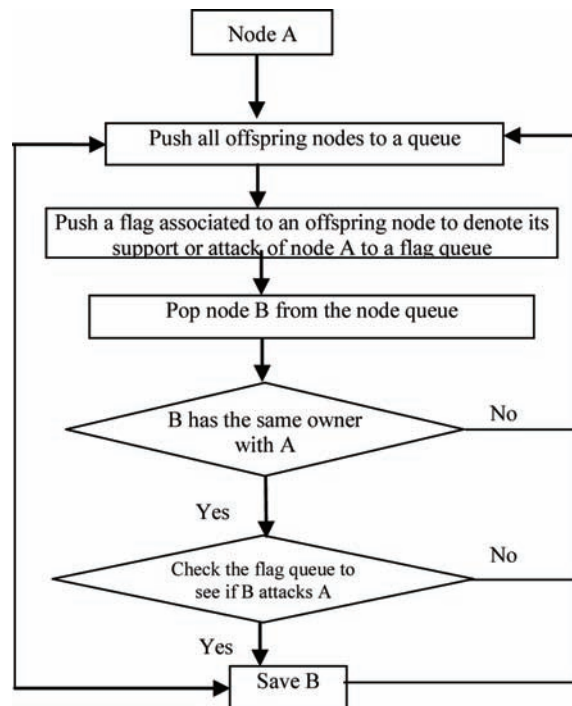 Node A
Push all offspring nodes to a queue
Push a flag associated to an offspring node to denote its
support or attack of node A to a flag queue
Pop node B from the node queue
B has the same owner
with A
No
Yes
Check the flag queue to
see if B attacks A
No
Yes
Save B